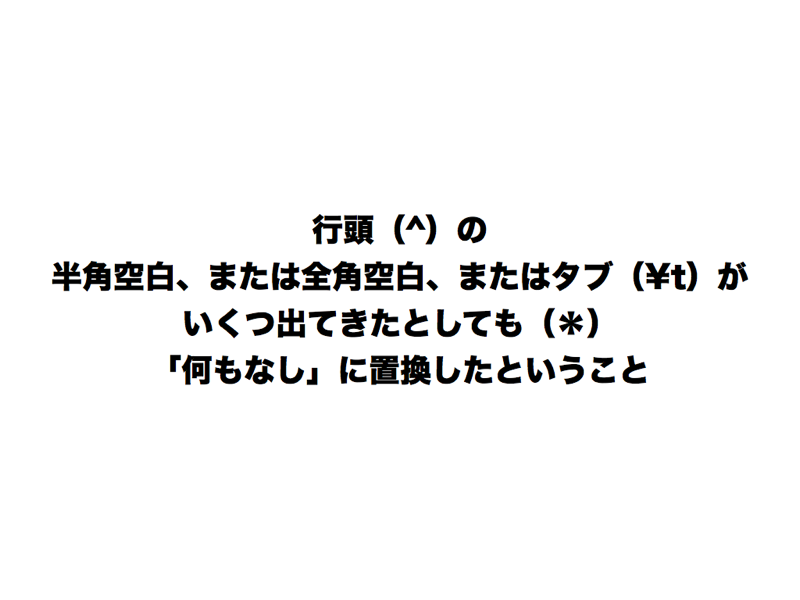 行頭（^）の
半角空白、または全角空白、またはタブ（¥t）が
いくつ出てきたとしても（＊）
「何もなし」に置換したということ